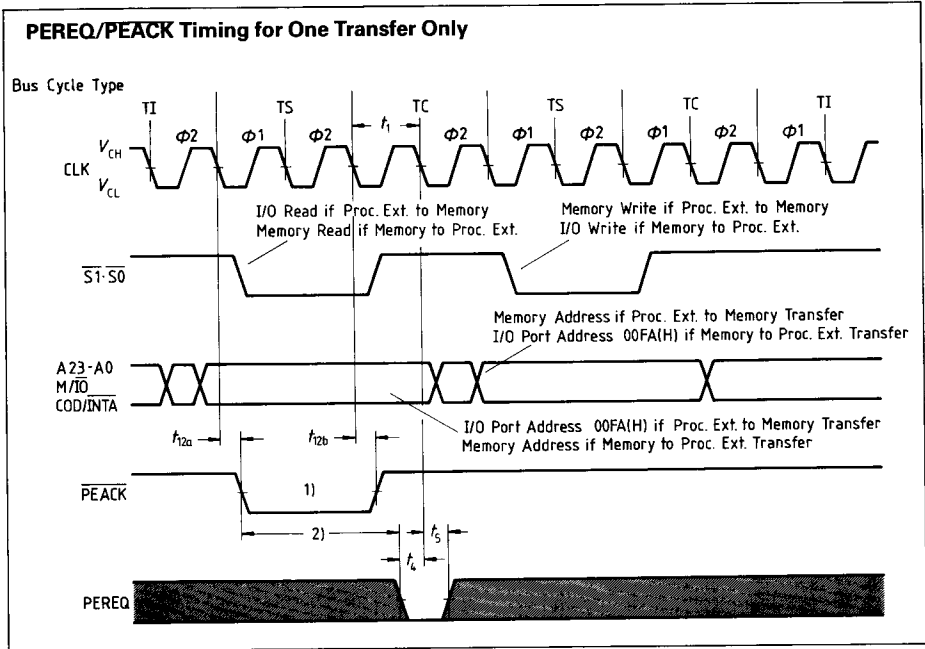 PEREQ/PEACK Timing for One Transfer Only
Bus Cycle Type
TI TS TC TS TC TI
Φ2 Φ1 Φ2 t1 Φ2 Φ1 Φ2 Φ1 Φ2 Φ1
VCH
CLK
VCL
I/O Read if Proc. Ext. to Memory
Memory Read if Memory to Proc. Ext.
Memory Write if Proc. Ext. to Memory
I/O Write if Memory to Proc. Ext.
S1·S0
Memory Address if Proc. Ext. to Memory Transfer
I/O Port Address 00FA(H) if Memory to Proc. Ext. Transfer
A23-A0
M/IO
COD/INTA
I/O Port Address 00FA(H) if Proc. Ext. to Memory Transfer
Memory Address if Memory to Proc. Ext. Transfer
t12a t12b
PEACK
1)
2)
t5
t4
PEREQ